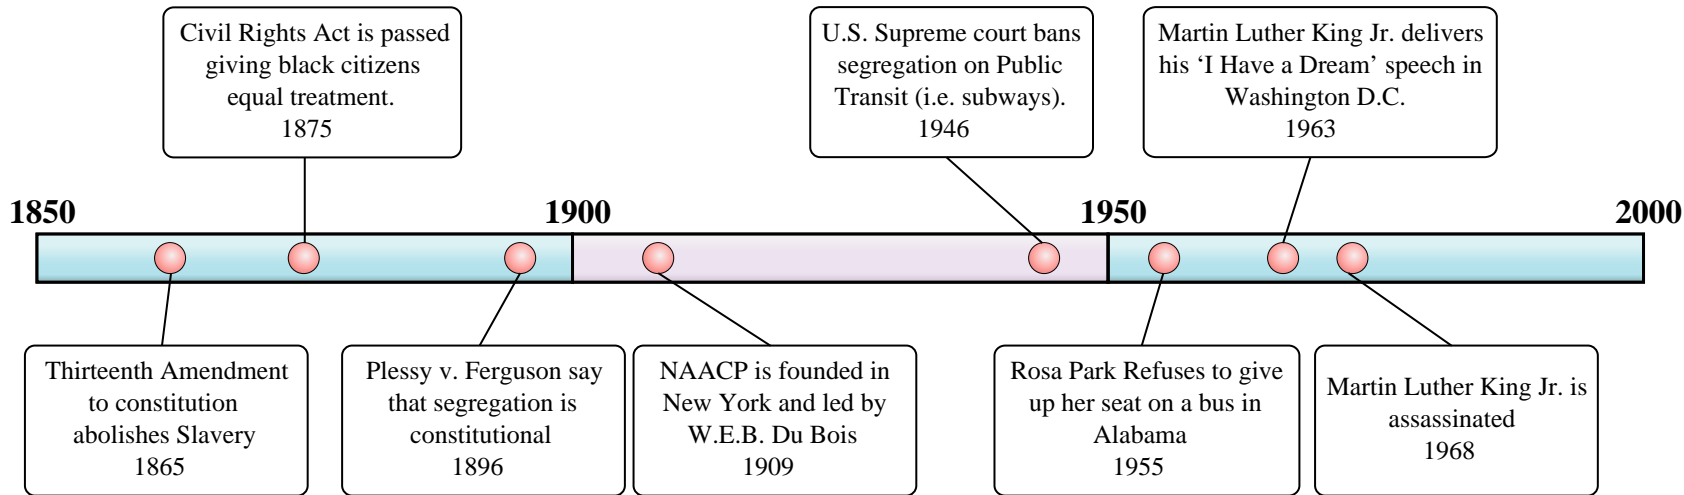 Civil Rights Act is passed
giving black citizens
equal treatment.
1875
U.S. Supreme court bans
segregation on Public
Transit (i.e. subways).
1946
Martin Luther King Jr. delivers
his ‘I Have a Dream’ speech in
Washington D.C.
1963
1850
1900
1950
2000
Thirteenth Amendment
to constitution
abolishes Slavery
1865
Plessy v. Ferguson say
that segregation is
constitutional
1896
NAACP is founded in
New York and led by
W.E.B. Du Bois
1909
Rosa Park Refuses to give
up her seat on a bus in
Alabama
1955
Martin Luther King Jr. is
assassinated
1968